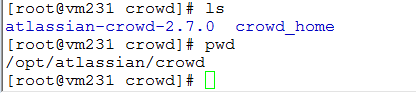 [root@vm231 crowd]# ls
atlassian-crowd-2.7.0  crowd_home
[root@vm231 crowd]# pwd
/opt/atlassian/crowd
[root@vm231 crowd]#